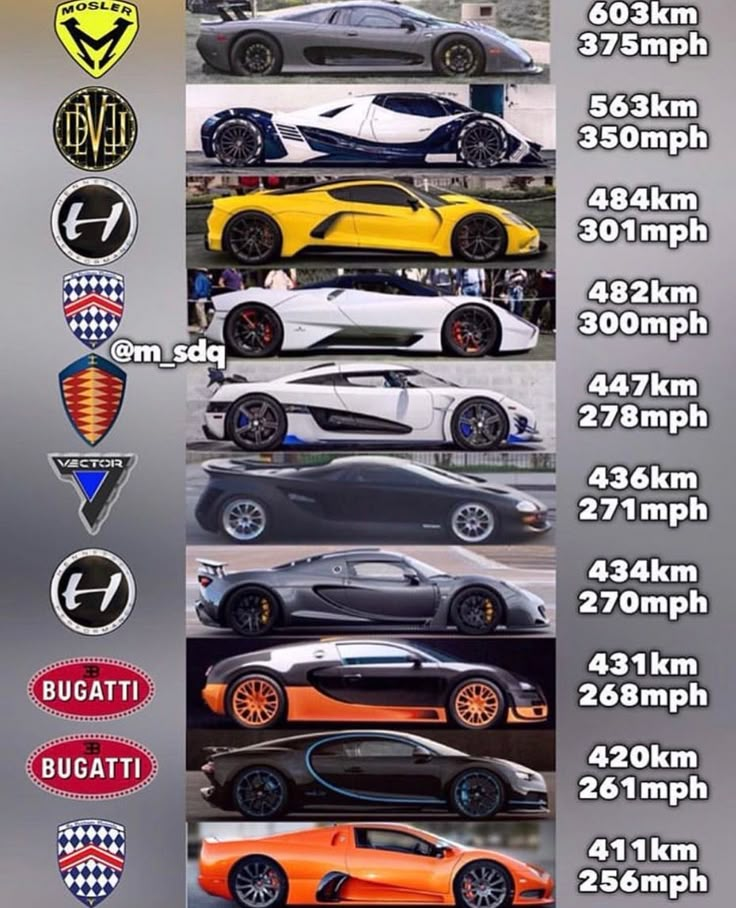 MOSLER
603km
375mph
563km
350mph
H
484km
301mph
482km
300mph
@m_sdq
447km
278mph
VECTOR
436km
271mph
H
434km
270mph
BUGATTI
431km
268mph
BUGATTI
420km
261mph
411km
256mph